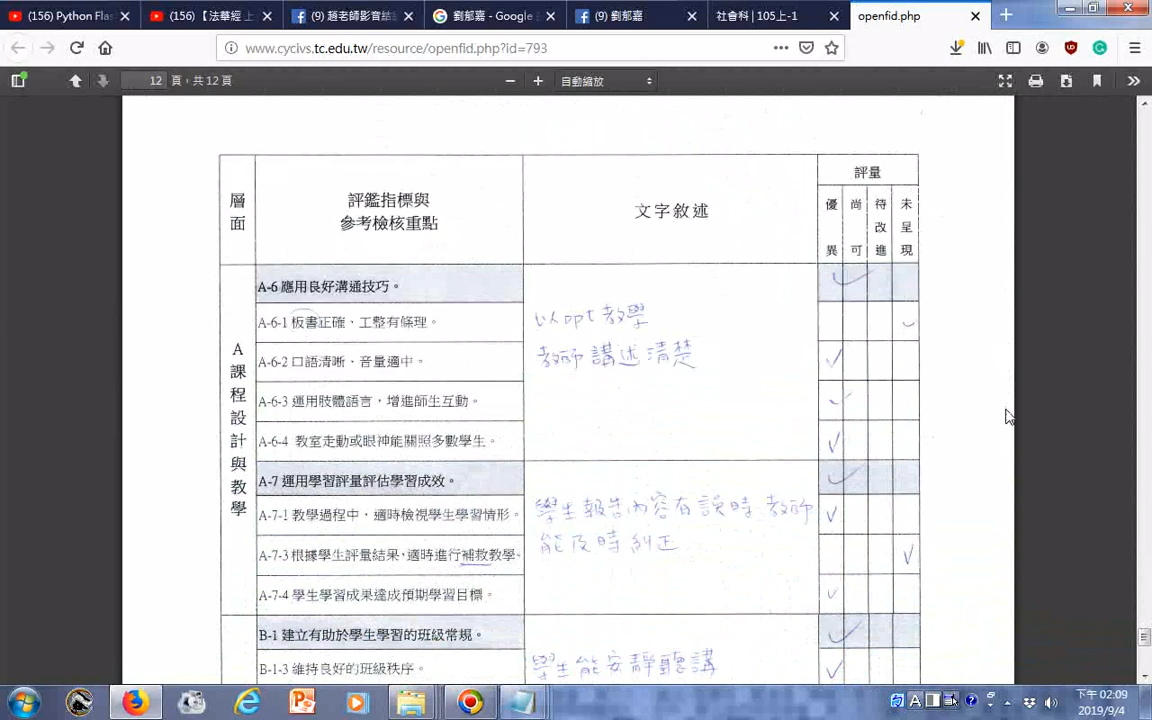 (156) Python Flas
(156) 【法華經 上
(9) 趙老師影音結
劉郁嘉 - Google
(9) 劉郁嘉
社會科 | 105上-1
openfid.php
www.cycivs.tc.edu.tw/resource/openfid.php?id=793
12 頁，共 12 頁
自動縮放
層面
評鑑指標與
參考檢核重點
文字敘述
評量
優異
尚可
待改進
未呈現
A課程設計與教學
A-6 應用良好溝通技巧。
A-6-1 板書正確、工整有條理。
以ppt教學
A-6-2 口語清晰、音量適中。
教師講述清楚
A-6-3 運用肢體語言，增進師生互動。
A-6-4 教室走動或眼神能關照多數學生。
A-7 運用學習評量評估學習成效。
A-7-1 教學過程中，適時檢視學生學習情形。
學生報告內容有誤時 教師
能及時糾正
A-7-3 根據學生評量結果，適時進行補救教學。
A-7-4 學生學習成果達成預期學習目標。
B-1 建立有助於學生學習的班級常規。
B-1-3 維持良好的班級秩序。
學生能安靜聽講
下午 02:09
2019/9/4